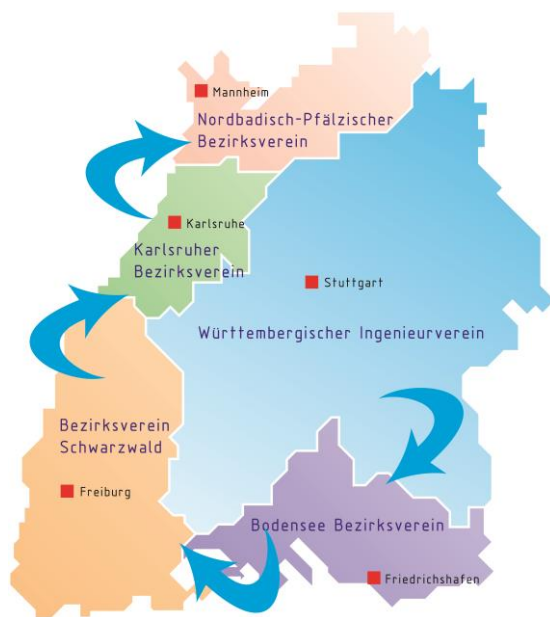 Mannheim
Nordbadisch-Pfälzischer
Bezirksverein
Karlsruhe
Karlsruher
Bezirksverein
Stuttgart
Württembergischer Ingenieurverein
Bezirksverein
Schwarzwald
Freiburg
Bodensee Bezirksverein
Friedrichshafen